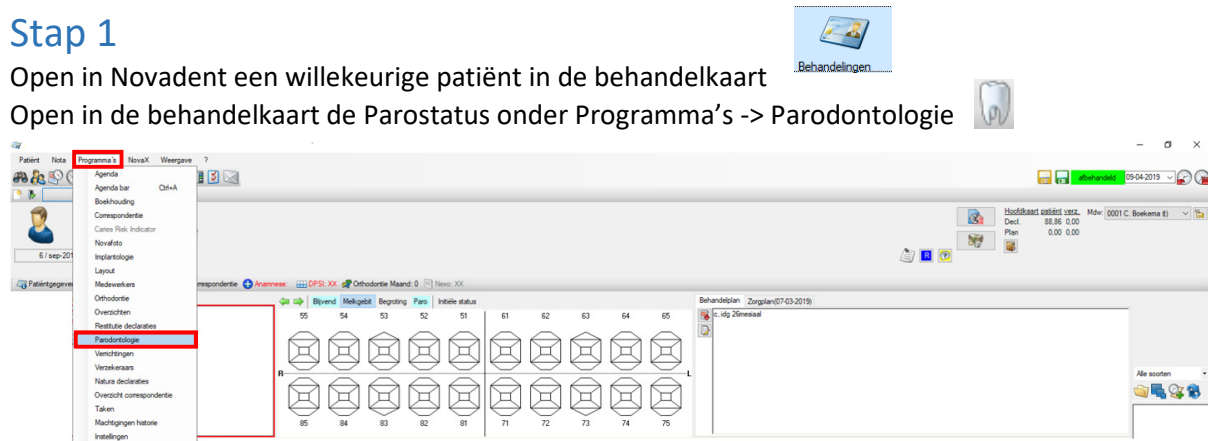 Stap 1
Behandelingen
Open in Novadent een willekeurige patiënt in de behandelkaart
Open in de behandelkaart de Parostatus onder Programma’s -> Parodontologie
Patiënt Nota Programma's NovaX Weergave ?
Agenda
Agenda bar Ctrl+A
Boekhouding
Correspondentie
Caries Risk Indicator
Novafoto
Implantologie
Layout
Medewerkers
Orthodontie
Overzichten
Restitutie declaraties
Parodontologie
Verrichtingen
Verzekeraars
Natura declaraties
Overzicht correspondentie
Taken
Machtigingen historie
Instellingen
afbehandeld 09-04-2019
Hoofdkaart patiënt verz. Mdw: 0001 C. Boekema (t)
Decl. 88,86 0,00
Plan 0,00 0,00
6 / sep-201
R
Patiëntgegeve
respondentie Anamnese: DPSI: XX Orthodontie Maand: 0 Nexo: XX
Blijvend Melkgebit Begroting Paro Initiële status
55 54 53 52 51 61 62 63 64 65
R L
85 84 83 82 81 71 72 73 74 75
Behandelplan Zorgplan(07-03-2019)
c. idg 26mesiaal
Alle soorten